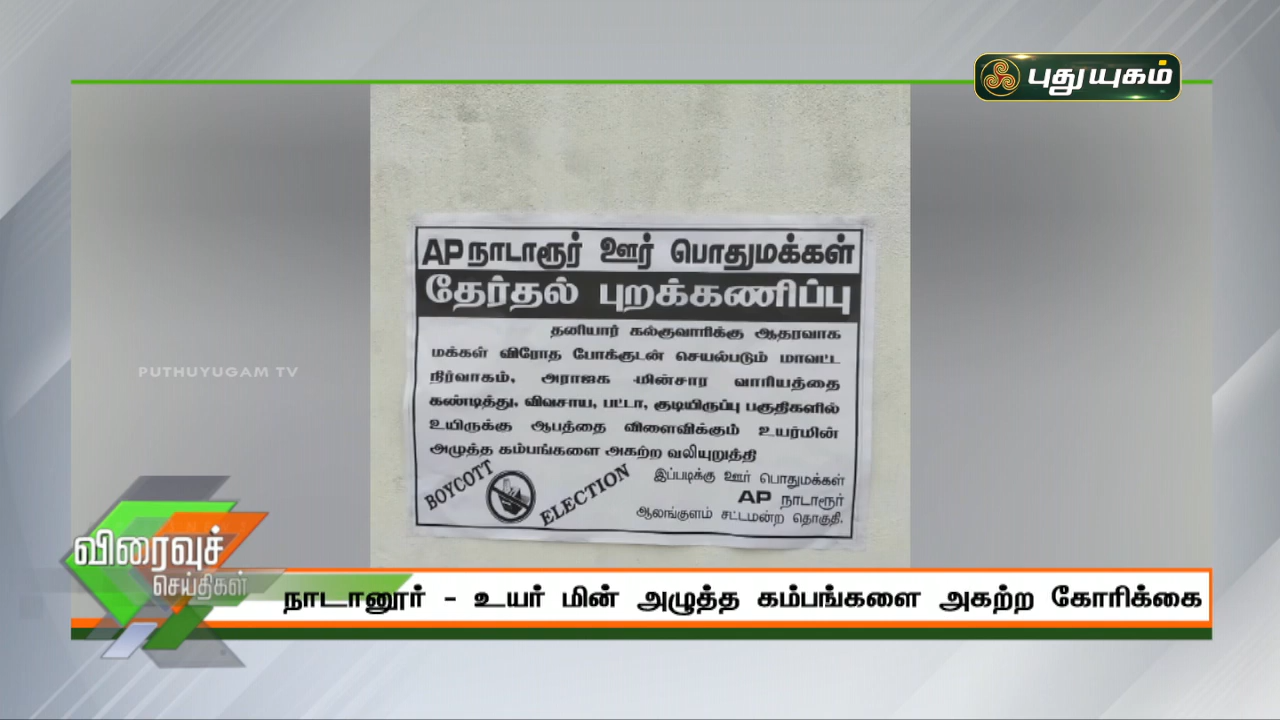 புதுயுகம்
AP நாடாரூர் ஊர் பொதுமக்கள்
தேர்தல் புறக்கணிப்பு
தனியார் கல்குவாரிக்கு ஆதரவாக
மக்கள் விரோத போக்குடன் செயல்படும் மாவட்ட
நிர்வாகம், அராஜக மின்சார வாரியத்தை
கண்டித்து, விவசாய, பட்டா, குடியிருப்பு பகுதிகளில்
உயிருக்கு ஆபத்தை விளைவிக்கும் உயர்மின்
அழுத்த கம்பங்களை அகற்ற வலியுறுத்தி
BOYCOTT ELECTION
இப்படிக்கு ஊர் பொதுமக்கள்
AP நாடாரூர்
ஆலங்குளம் சட்டமன்ற தொகுதி.
PUTHUYUGAM TV
விரைவுச்
செய்திகள்
நாடானூர் - உயர் மின் அழுத்த கம்பங்களை அகற்ற கோரிக்கை